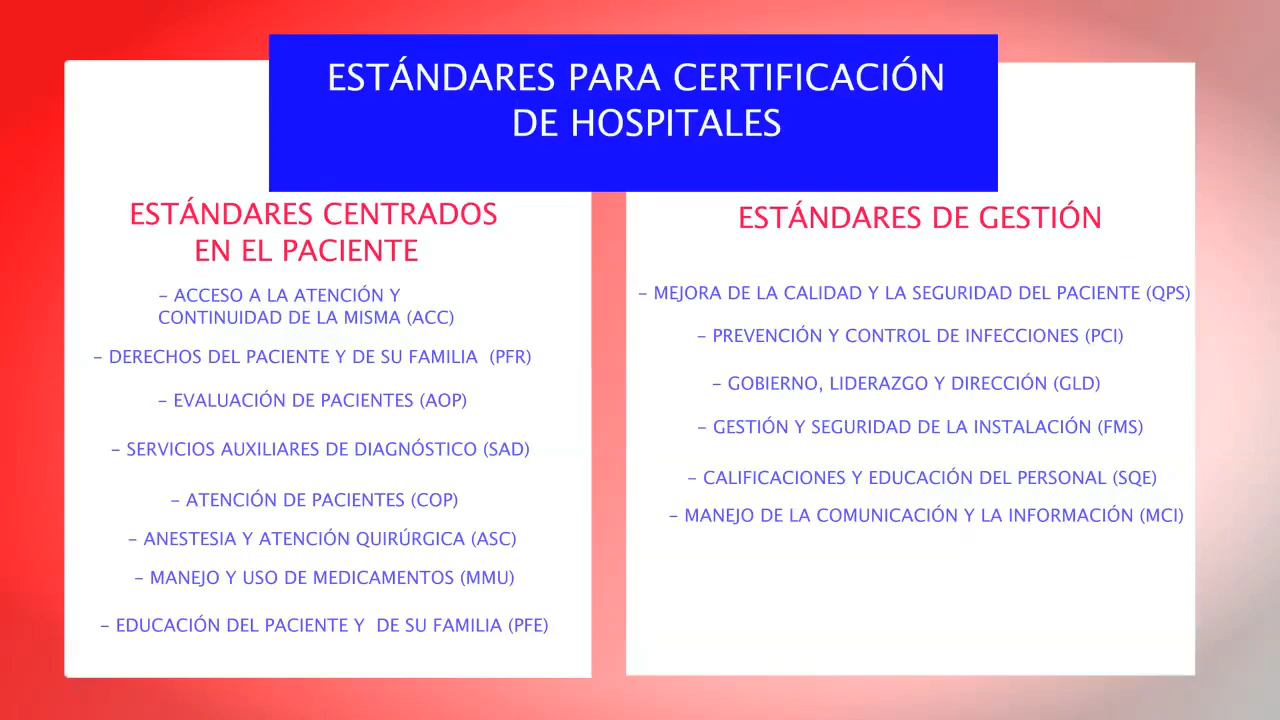 ESTÁNDARES PARA CERTIFICACIÓN
DE HOSPITALES
ESTÁNDARES CENTRADOS
EN EL PACIENTE
– ACCESO A LA ATENCIÓN Y
CONTINUIDAD DE LA MISMA (ACC)
– DERECHOS DEL PACIENTE Y DE SU FAMILIA (PFR)
– EVALUACIÓN DE PACIENTES (AOP)
– SERVICIOS AUXILIARES DE DIAGNÓSTICO (SAD)
– ATENCIÓN DE PACIENTES (COP)
– ANESTESIA Y ATENCIÓN QUIRÚRGICA (ASC)
– MANEJO Y USO DE MEDICAMENTOS (MMU)
– EDUCACIÓN DEL PACIENTE Y DE SU FAMILIA (PFE)
ESTÁNDARES DE GESTIÓN
– MEJORA DE LA CALIDAD Y LA SEGURIDAD DEL PACIENTE (QPS)
– PREVENCIÓN Y CONTROL DE INFECCIONES (PCI)
– GOBIERNO, LIDERAZGO Y DIRECCIÓN (GLD)
– GESTIÓN Y SEGURIDAD DE LA INSTALACIÓN (FMS)
– CALIFICACIONES Y EDUCACIÓN DEL PERSONAL (SQE)
– MANEJO DE LA COMUNICACIÓN Y LA INFORMACIÓN (MCI)